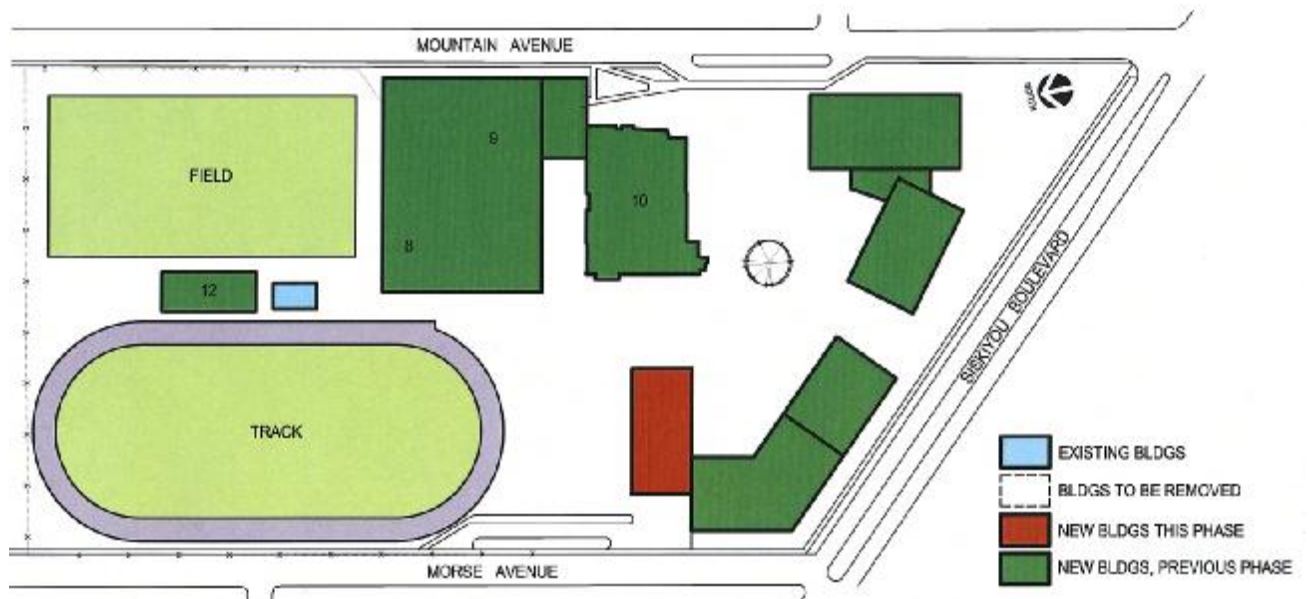 MOUNTAIN AVENUE
9
FIELD
10
8
12
SISKIYOU BOULEVARD
TRACK
EXISTING BLDGS
BLDGS TO BE REMOVED
NEW BLDGS THIS PHASE
NEW BLDGS, PREVIOUS PHASE
MORSE AVENUE